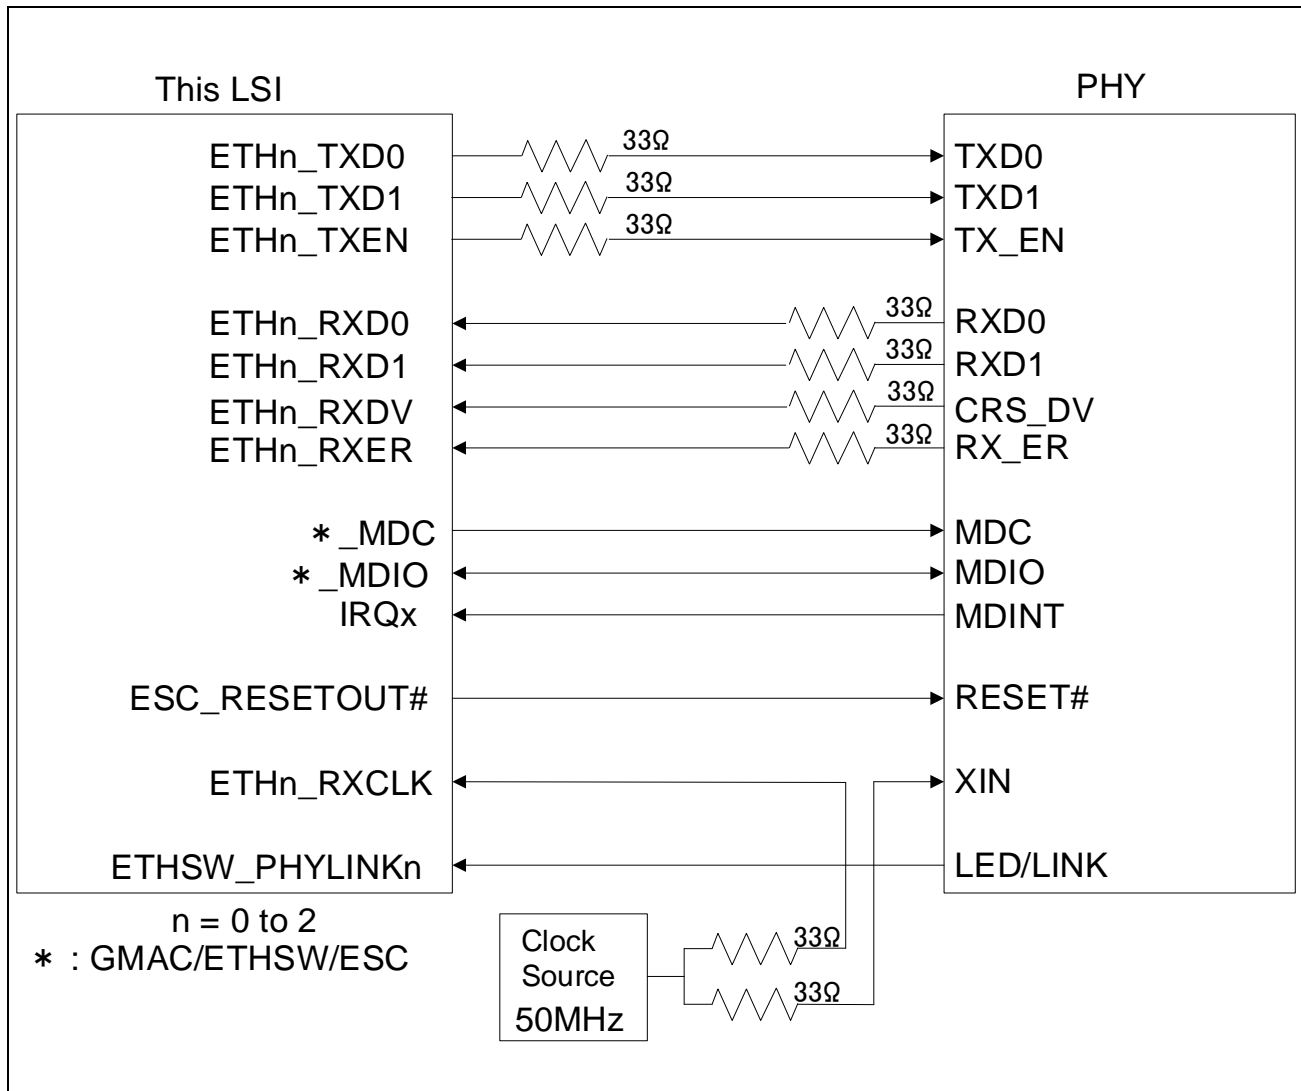 This LSI
PHY
ETHn_TXD0
33Ω
TXD0
ETHn_TXD1
33Ω
TXD1
ETHn_TXEN
33Ω
TX_EN
ETHn_RXD0
33Ω
RXD0
ETHn_RXD1
33Ω
RXD1
ETHn_RXDV
33Ω
CRS_DV
ETHn_RXER
33Ω
RX_ER
*_MDC
MDC
*_MDIO
MDIO
IRQx
MDINT
ESC_RESETOUT#
RESET#
ETHn_RXCLK
XIN
ETHSW_PHYLINKn
LED/LINK
n = 0 to 2
* : GMAC/ETHSW/ESC
Clock
Source
50MHz
33Ω
33Ω